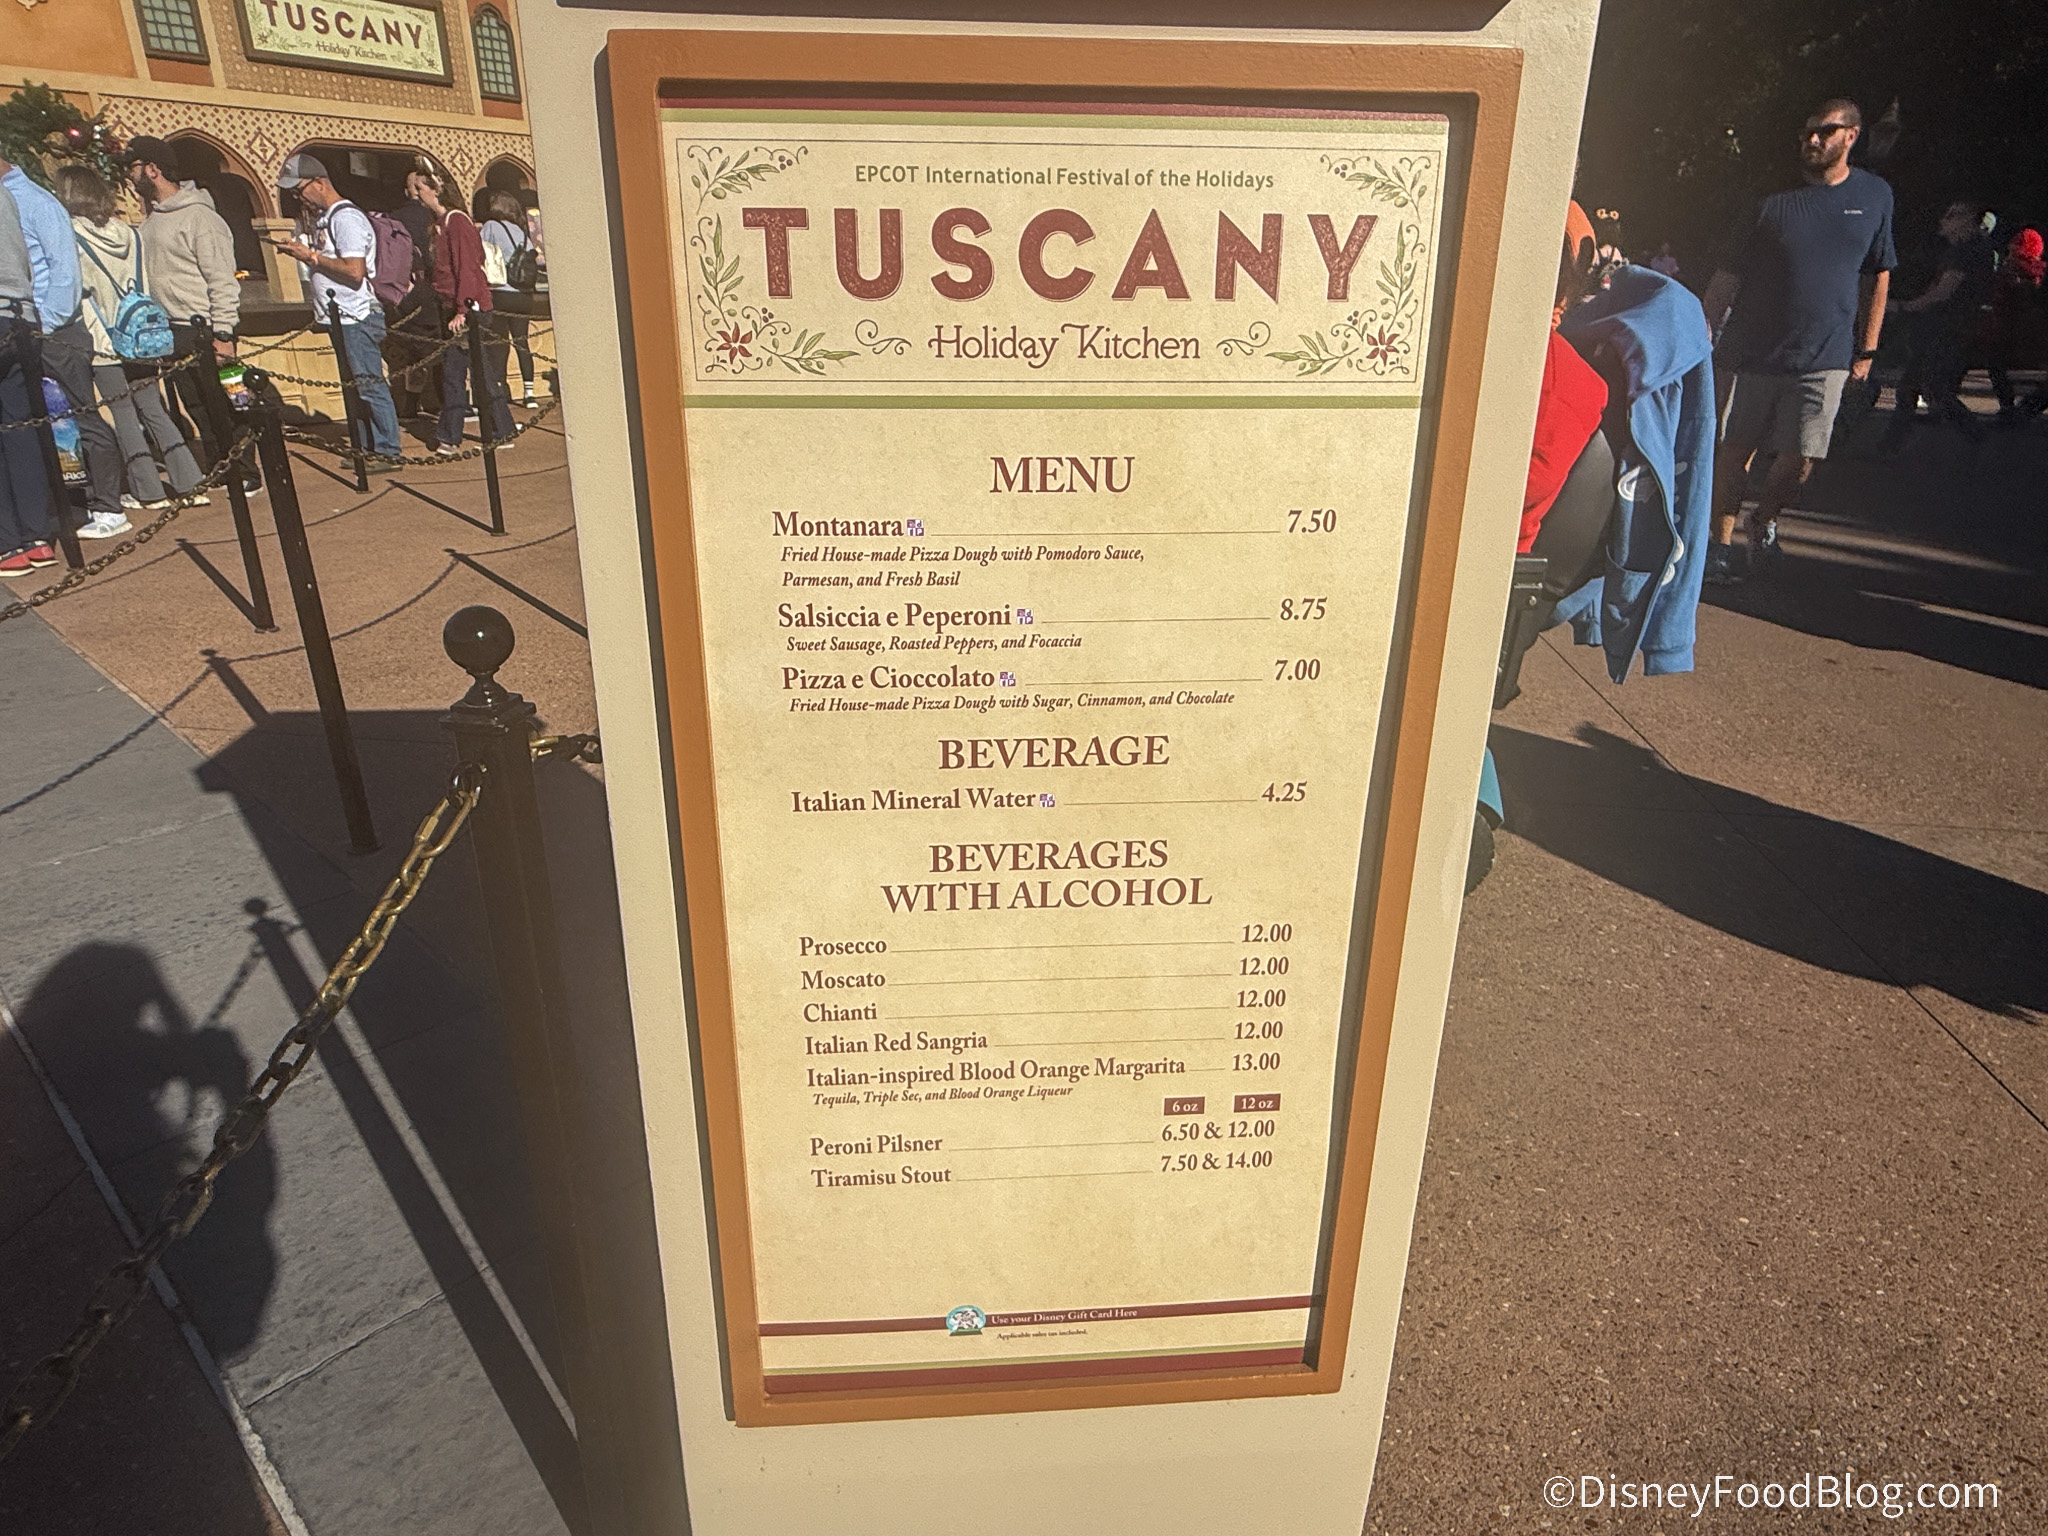 TUSCANY
Holiday Kitchen
EPCOT International Festival of the Holidays
TUSCANY
Holiday Kitchen
MENU
Montanara 7.50
Fried House-made Pizza Dough with Pomodoro Sauce,
Parmesan, and Fresh Basil
Salsiccia e Peperoni 8.75
Sweet Sausage, Roasted Peppers, and Focaccia
Pizza e Cioccolato 7.00
Fried House-made Pizza Dough with Sugar, Cinnamon, and Chocolate
BEVERAGE
Italian Mineral Water 4.25
BEVERAGES
WITH ALCOHOL
Prosecco 12.00
Moscato 12.00
Chianti 12.00
Italian Red Sangria 12.00
Italian-inspired Blood Orange Margarita 13.00
Tequila, Triple Sec, and Blood Orange Liqueur
6 oz 12 oz
Peroni Pilsner 6.50 & 12.00
Tiramisu Stout 7.50 & 14.00
Use your Disney Gift Card Here
Applicable sales tax included.
©DisneyFoodBlog.com